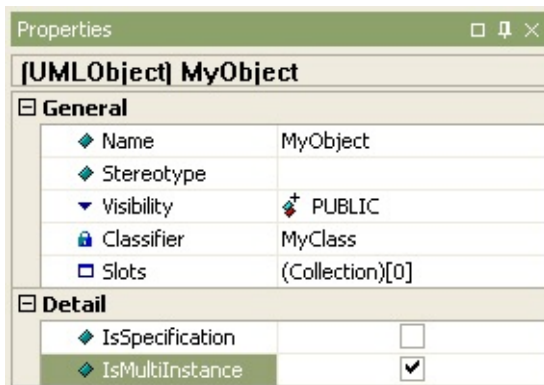 Properties
(UMLObject) MyObject
General
Name MyObject
Stereotype
Visibility PUBLIC
Classifier MyClass
Slots (Collection)[0]
Detail
IsSpecification
IsMultiInstance